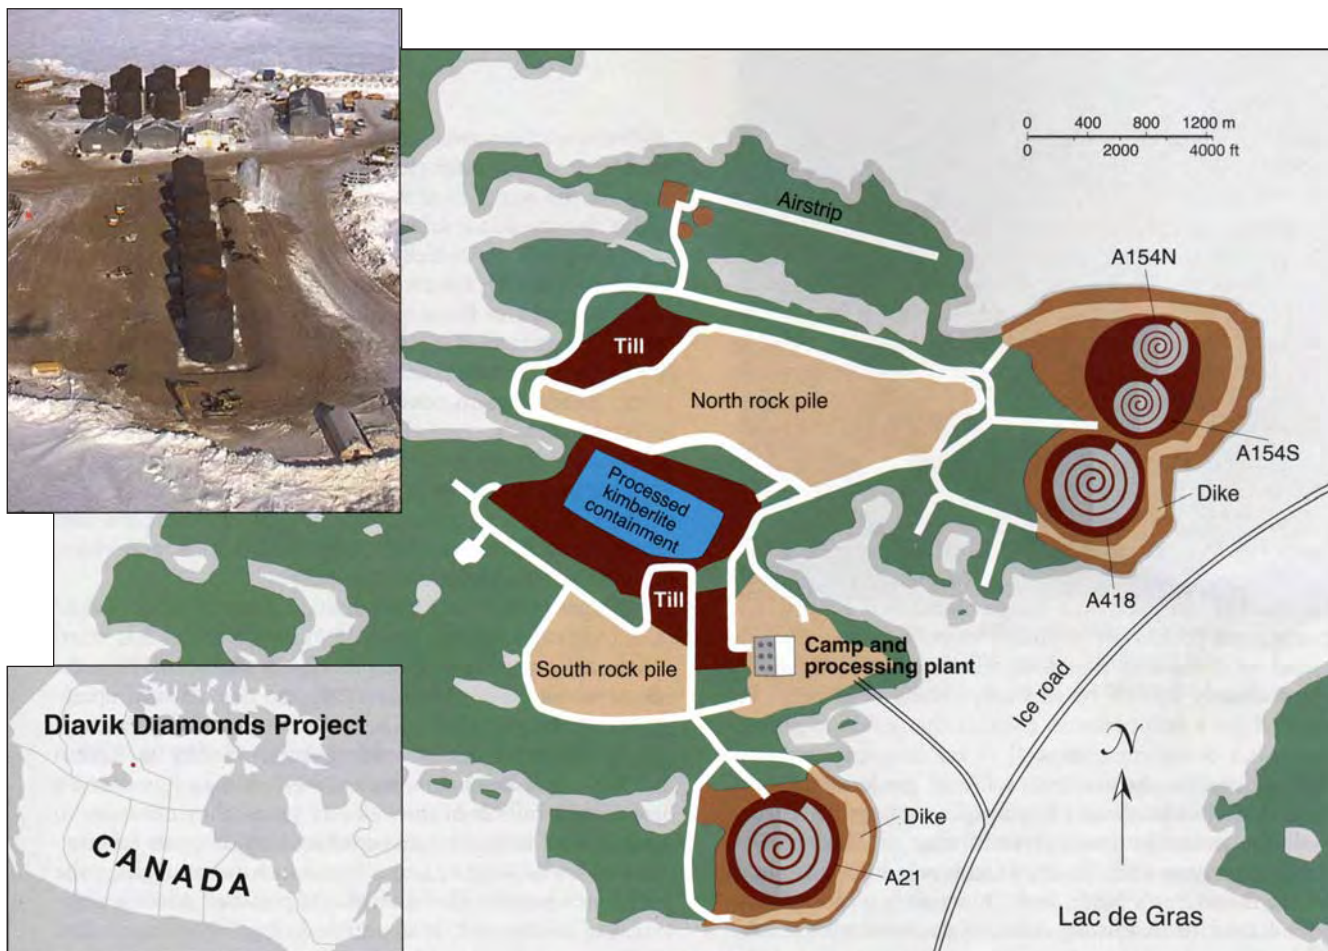 0 400 800 1200 m
0 2000 4000 ft
Airstrip
A154N
Till
North rock pile
A154S
Processed
kimberlite
containment
Dike
Till
A418
South rock pile
Camp and
processing plant
Ice road
Diavik Diamonds Project
N
CANADA
Dike
A21
Lac de Gras